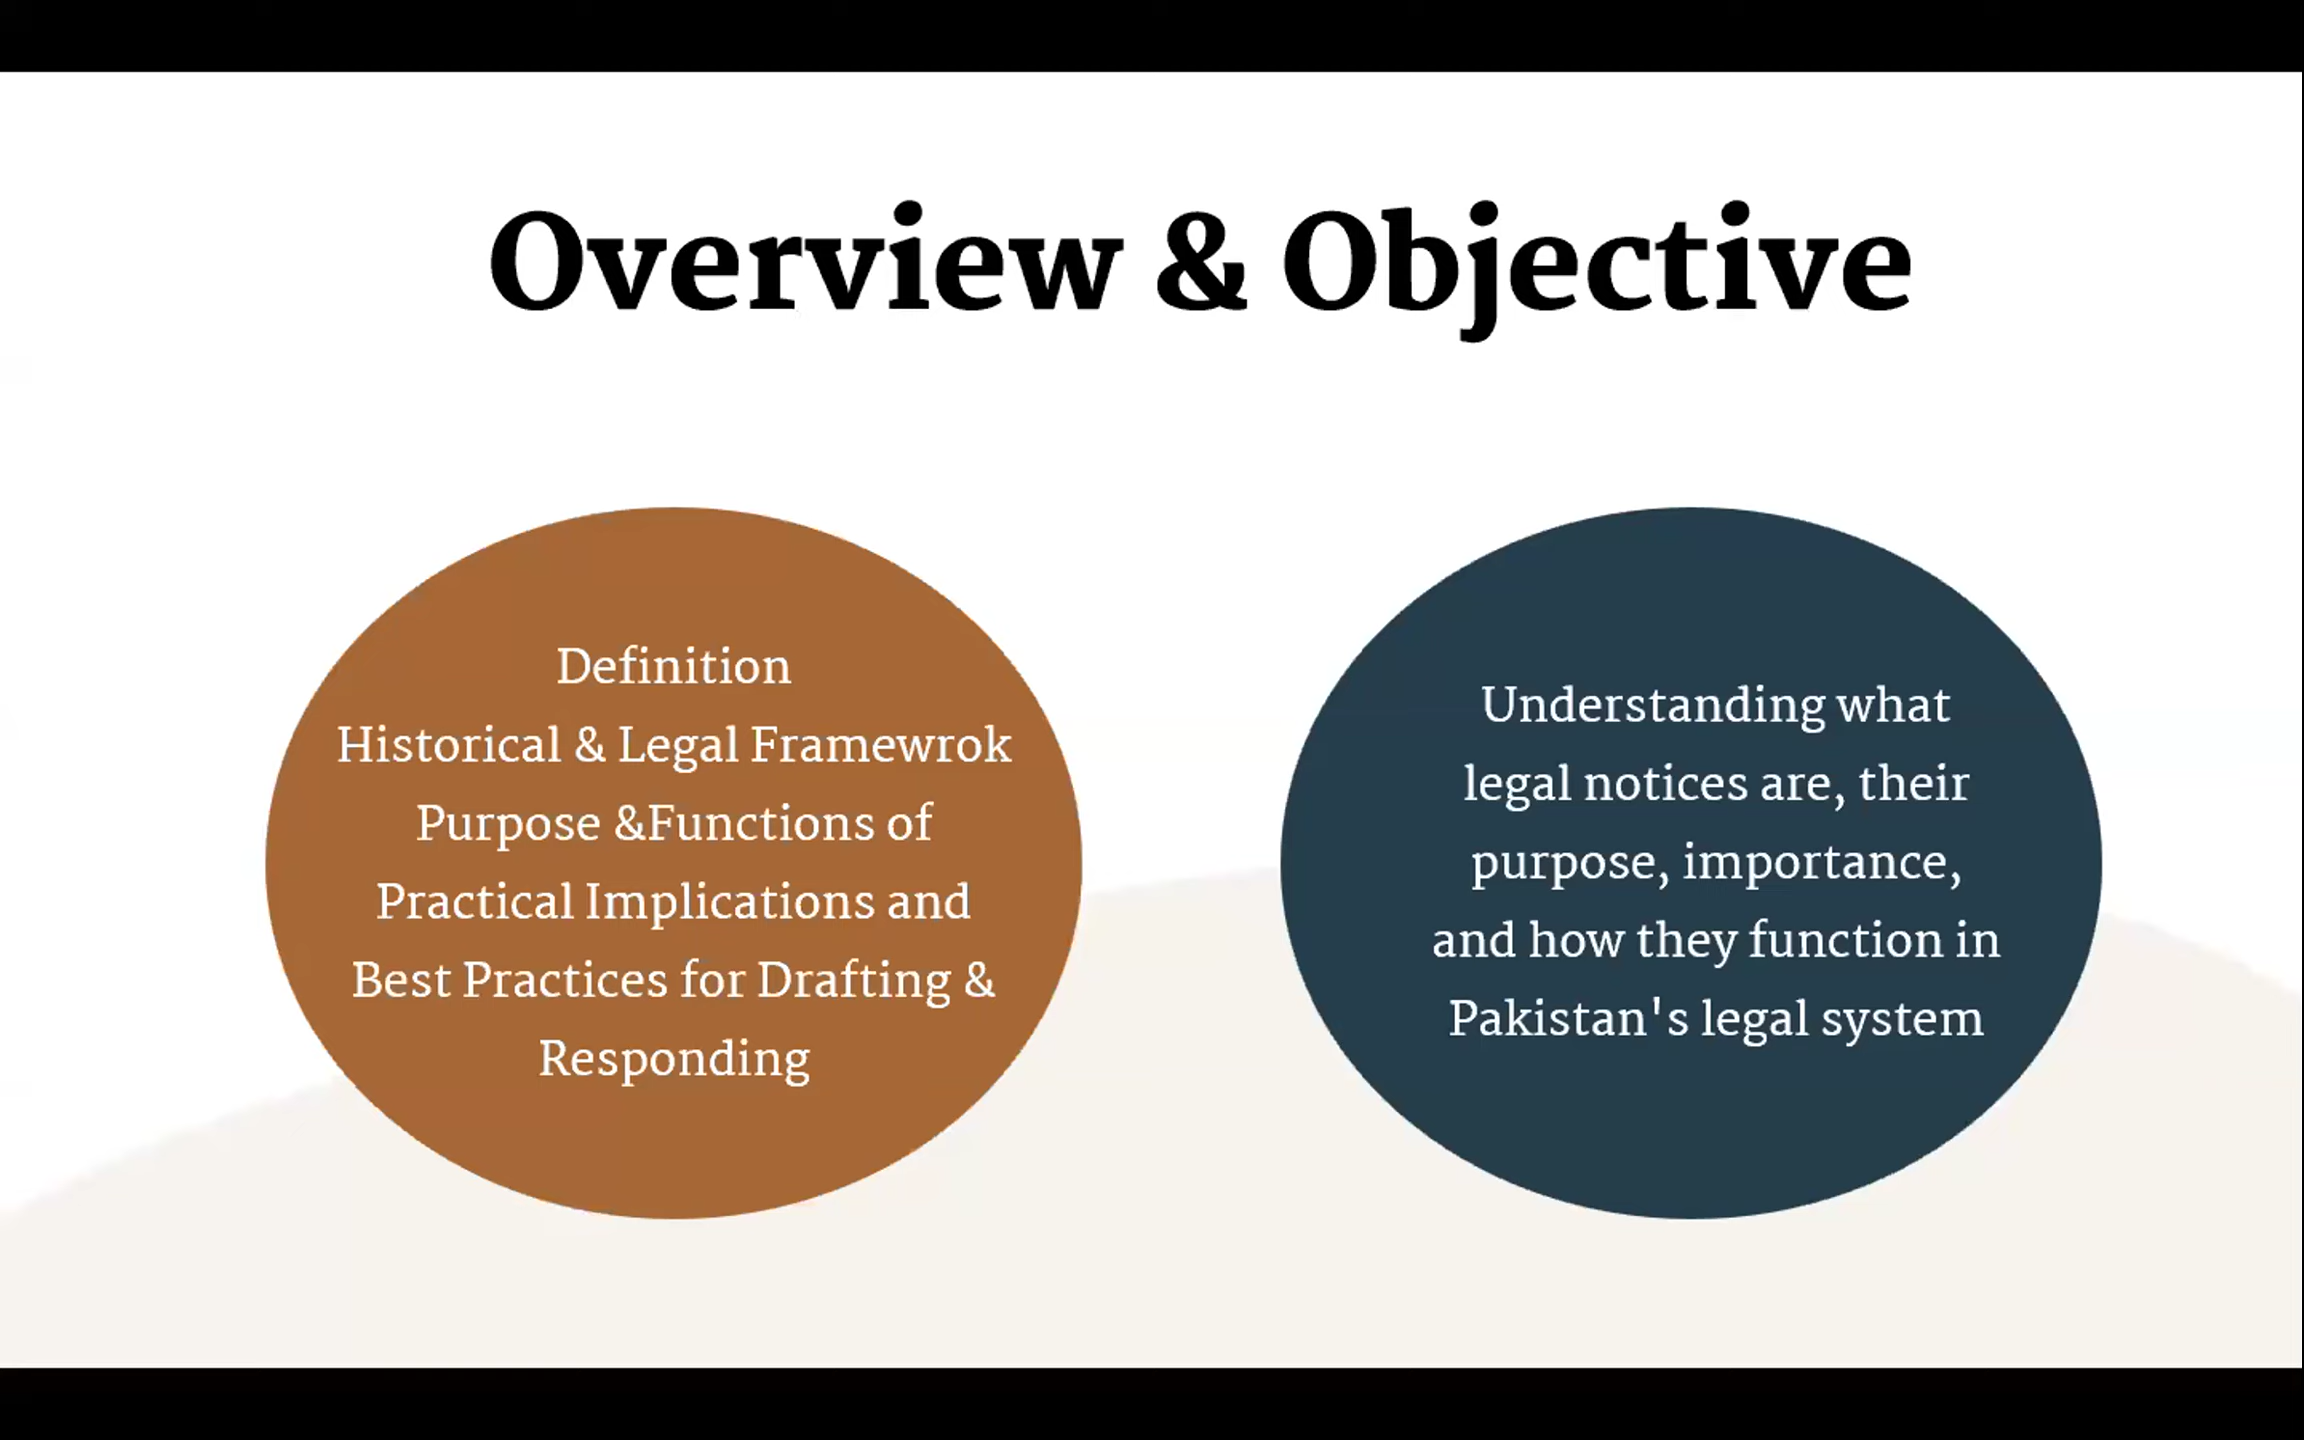 Overview & Objective
Definition
Historical & Legal Framewrok
Purpose &Functions of
Practical Implications and
Best Practices for Drafting &
Responding
Understanding what
legal notices are, their
purpose, importance,
and how they function in
Pakistan's legal system